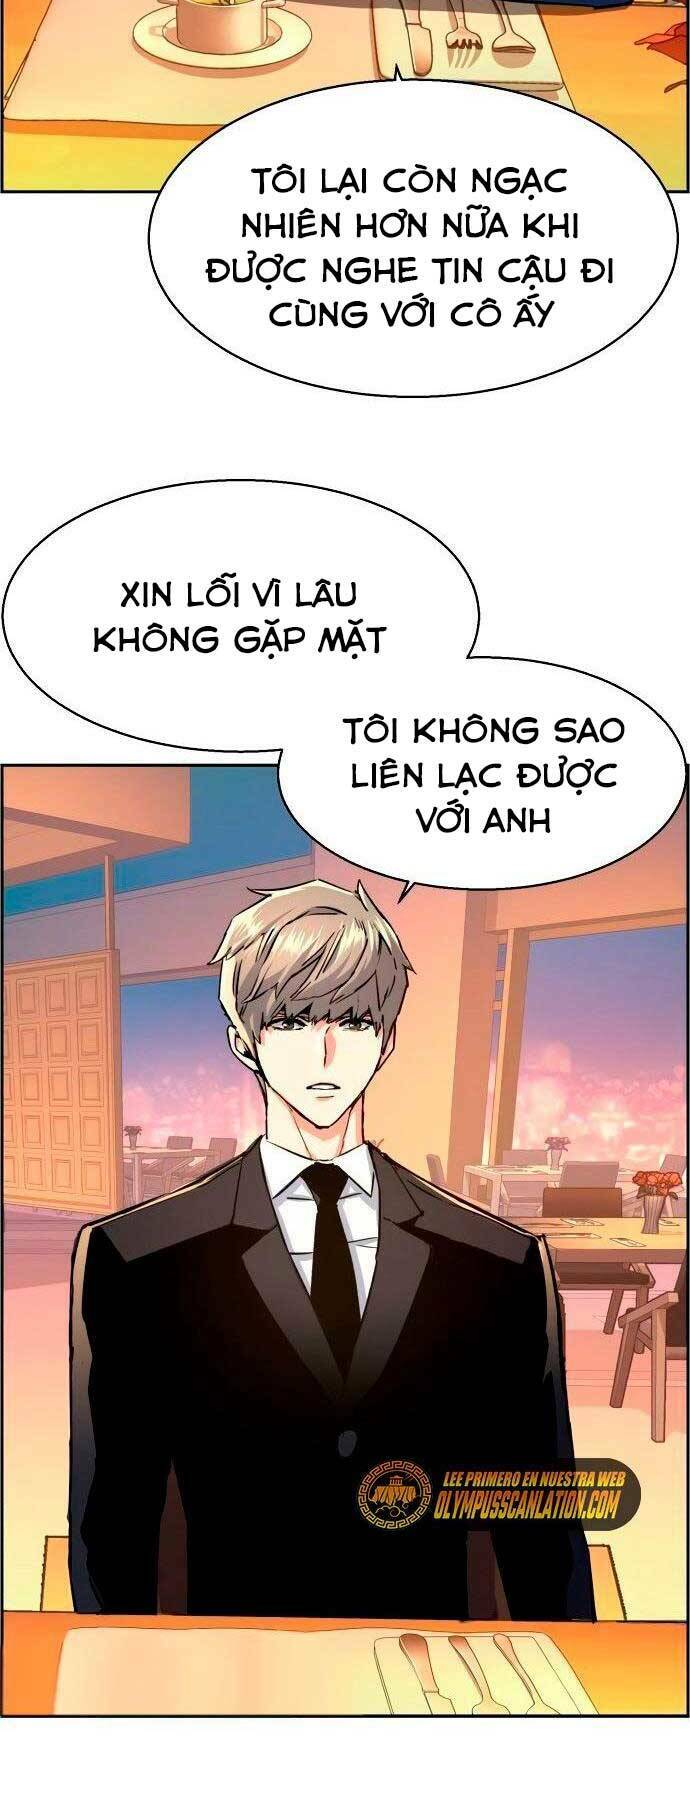 TÔI LẠI CÒN NGẠC
NHIÊN HƠN NỮA KHI
ĐƯỢC NGHE TIN CẬU ĐI
CÙNG VỚI CÔ ẤY
XIN LỖI VÌ LÂU
KHÔNG GẶP MẶT
TÔI KHÔNG SAO
LIÊN LẠC ĐƯỢC
VỚI ANH
LEE PRIMERO EN NUESTRA WEB
OLYMPUSSCANLATION.COM